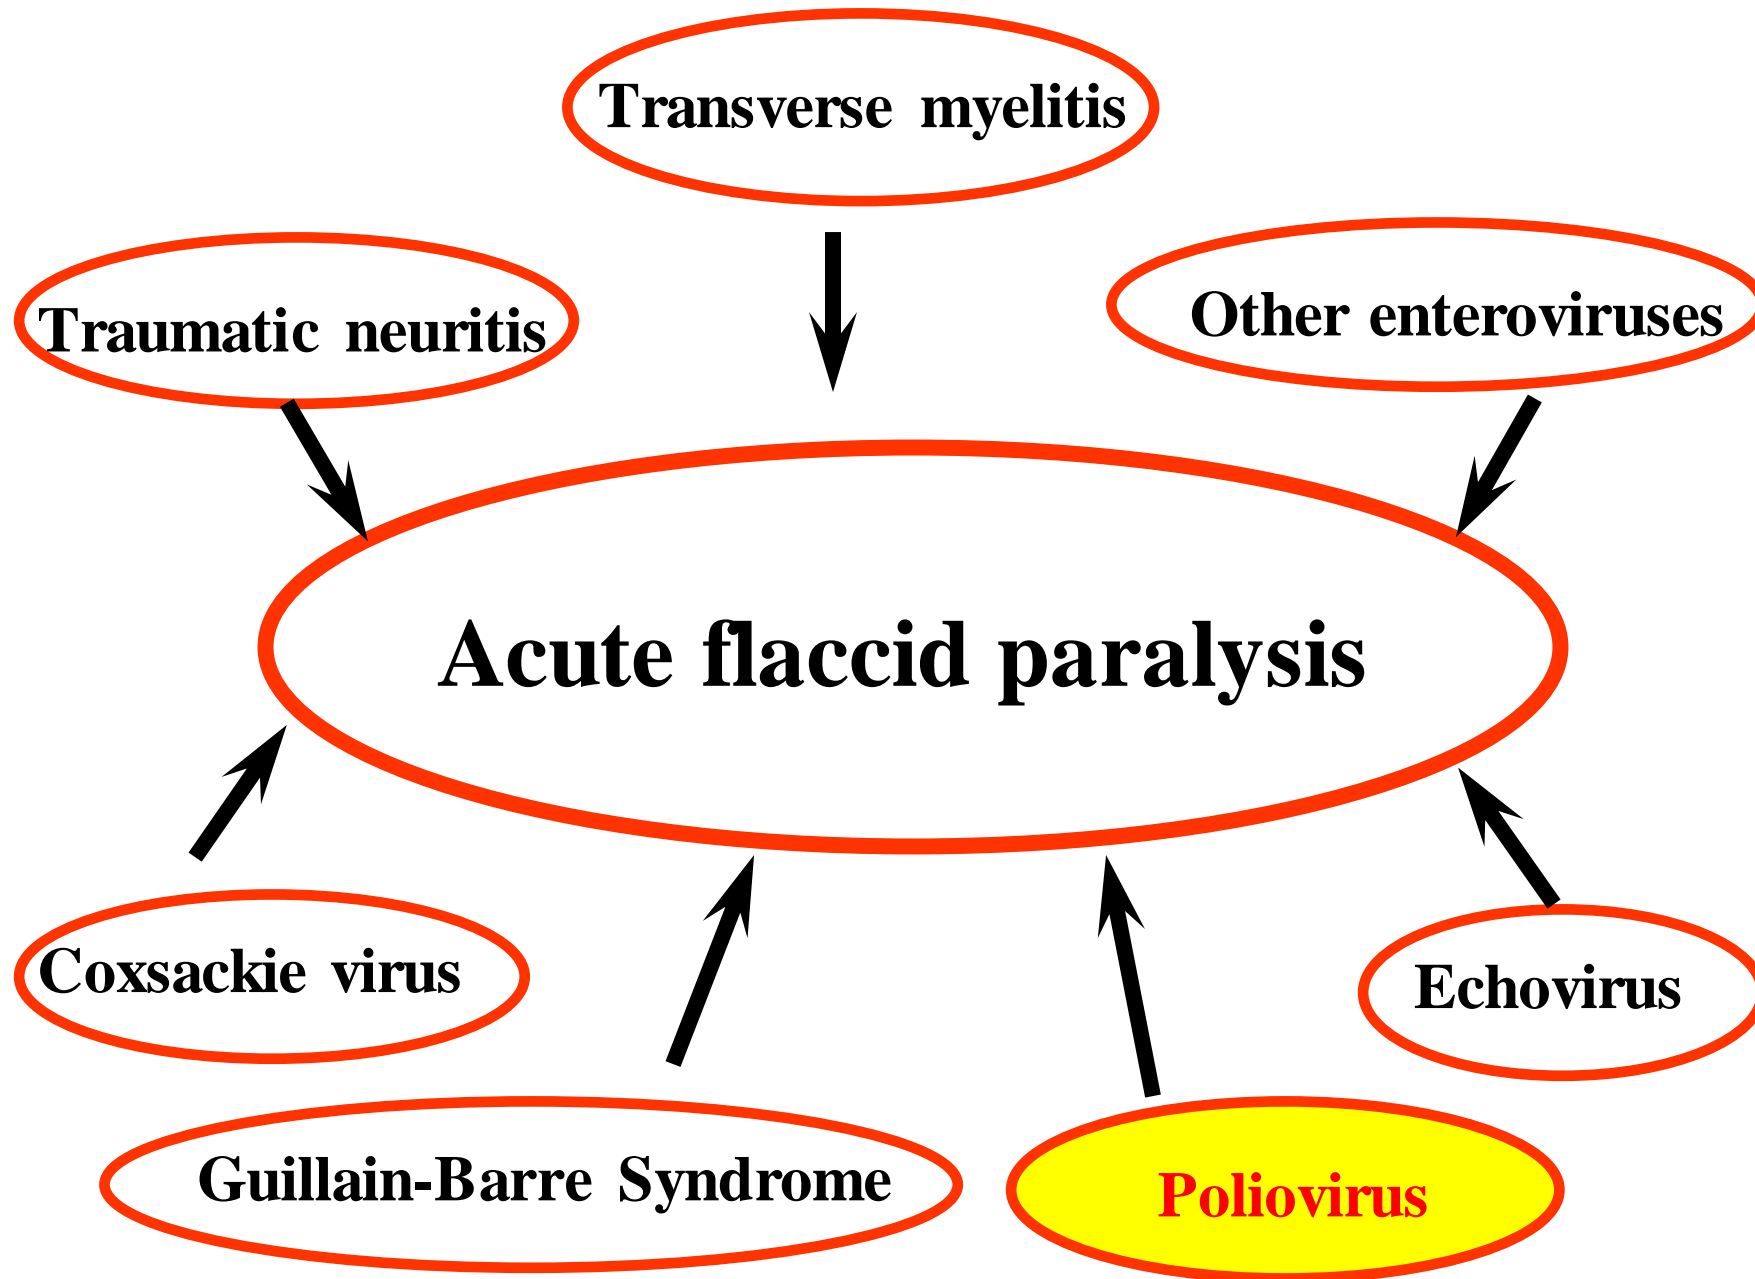 Transverse myelitis
Traumatic neuritis
Other enteroviruses
Acute flaccid paralysis
Coxsackie virus
Echovirus
Guillain-Barre Syndrome
Poliovirus